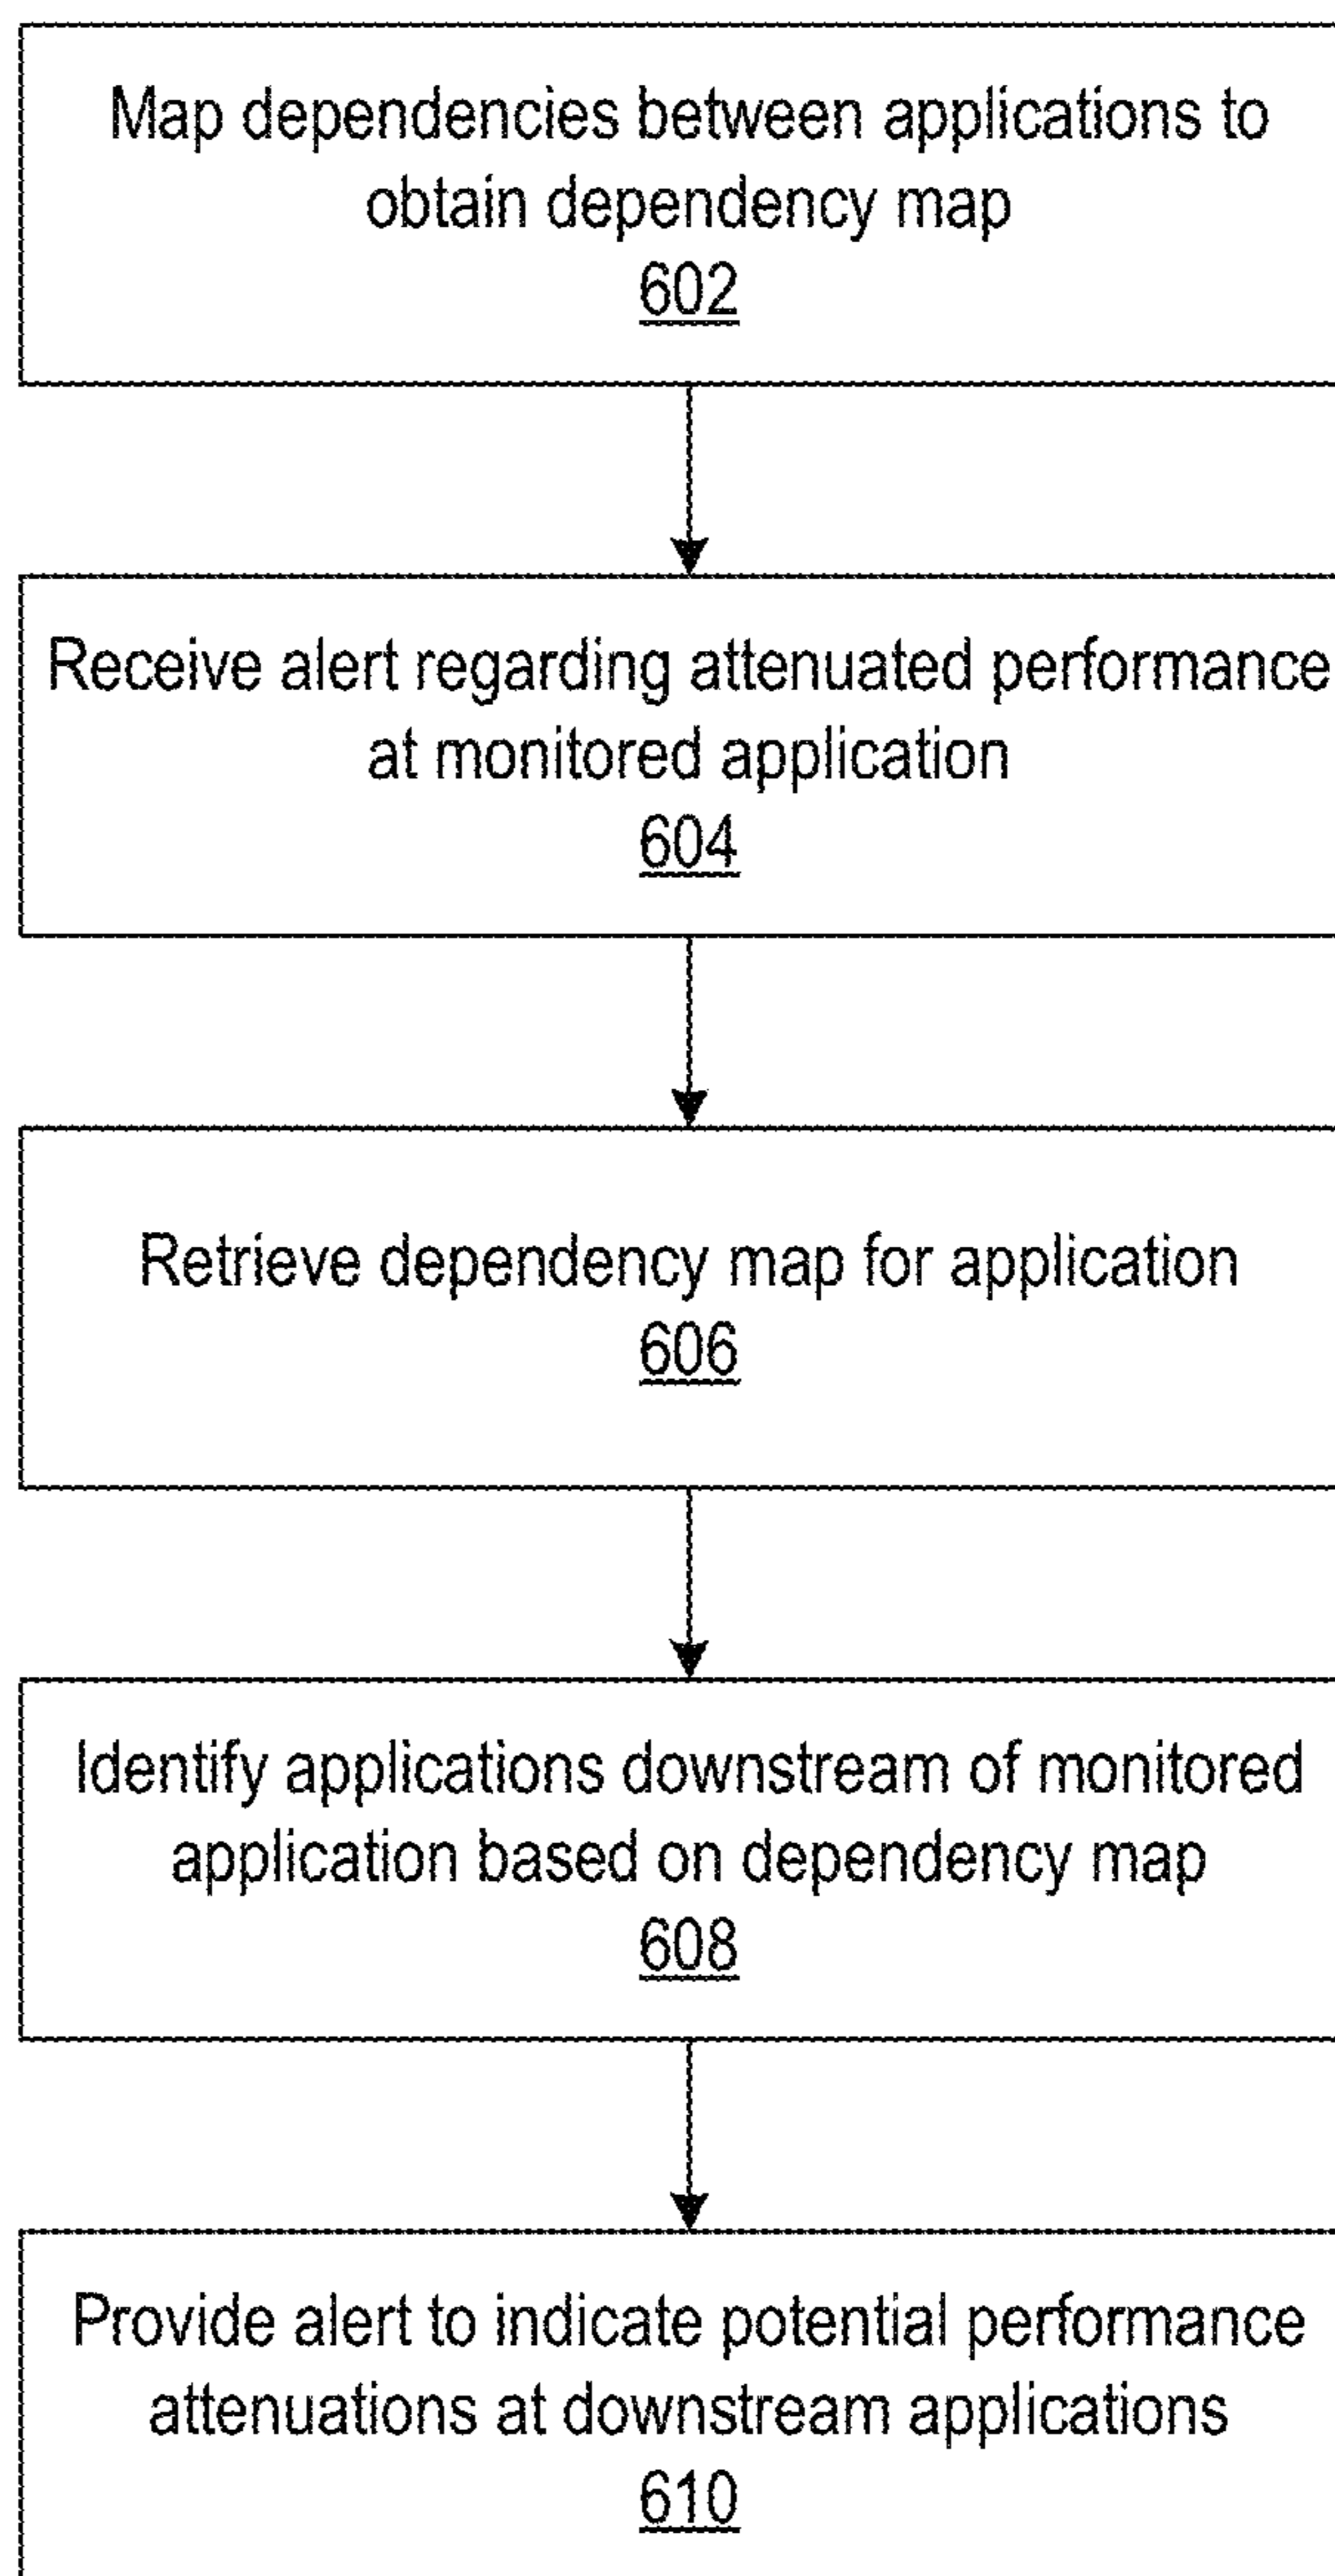 Map dependencies between applications to
obtain dependency map
602
Receive alert regarding attenuated performance
at monitored application
604
Retrieve dependency map for application
606
Identify applications downstream of monitored
application based on dependency map
608
Provide alert to indicate potential performance
attenuations at downstream applications
610